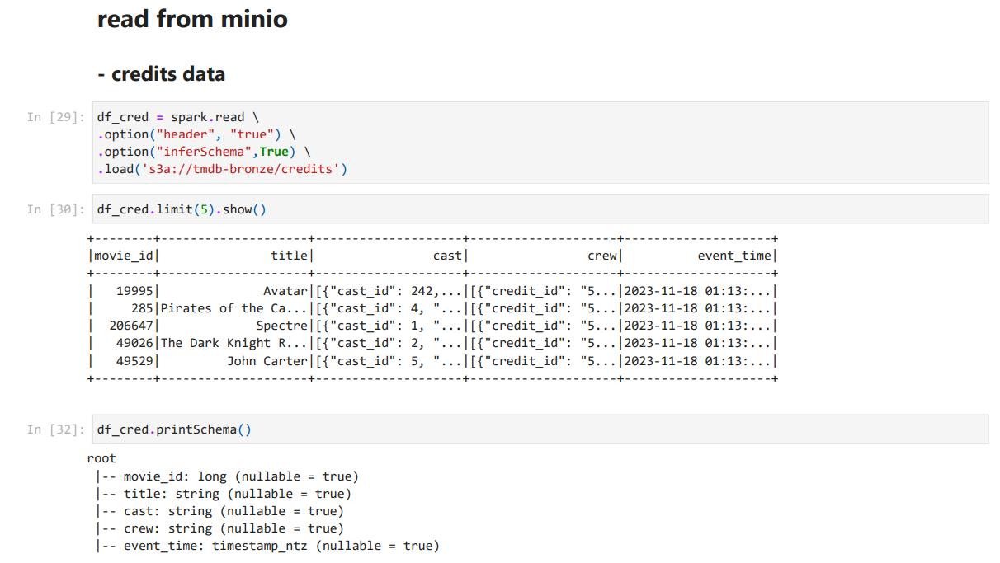 read from minio
- credits data
In [29]: df_cred = spark.read \
.option("header", "true") \
.option("inferSchema",True) \
.load('s3a://tmdb-bronze/credits')
In [30]: df_cred.limit(5).show()
+--------+--------------------+--------------------+--------------------+--------------------+
|movie_id|               title|                cast|                crew|          event_time|
+--------+--------------------+--------------------+--------------------+--------------------+
|   19995|              Avatar|[{"cast_id": 242,...|[{"credit_id": "5...|2023-11-18 01:13:...|
|     285|Pirates of the Ca...|[{"cast_id": 4, "...|[{"credit_id": "5...|2023-11-18 01:13:...|
|  206647|             Spectre|[{"cast_id": 1, "...|[{"credit_id": "5...|2023-11-18 01:13:...|
|   49026|The Dark Knight R...|[{"cast_id": 2, "...|[{"credit_id": "5...|2023-11-18 01:13:...|
|   49529|         John Carter|[{"cast_id": 5, "...|[{"credit_id": "5...|2023-11-18 01:13:...|
+--------+--------------------+--------------------+--------------------+--------------------+
In [32]: df_cred.printSchema()
root
 |-- movie_id: long (nullable = true)
 |-- title: string (nullable = true)
 |-- cast: string (nullable = true)
 |-- crew: string (nullable = true)
 |-- event_time: timestamp_ntz (nullable = true)